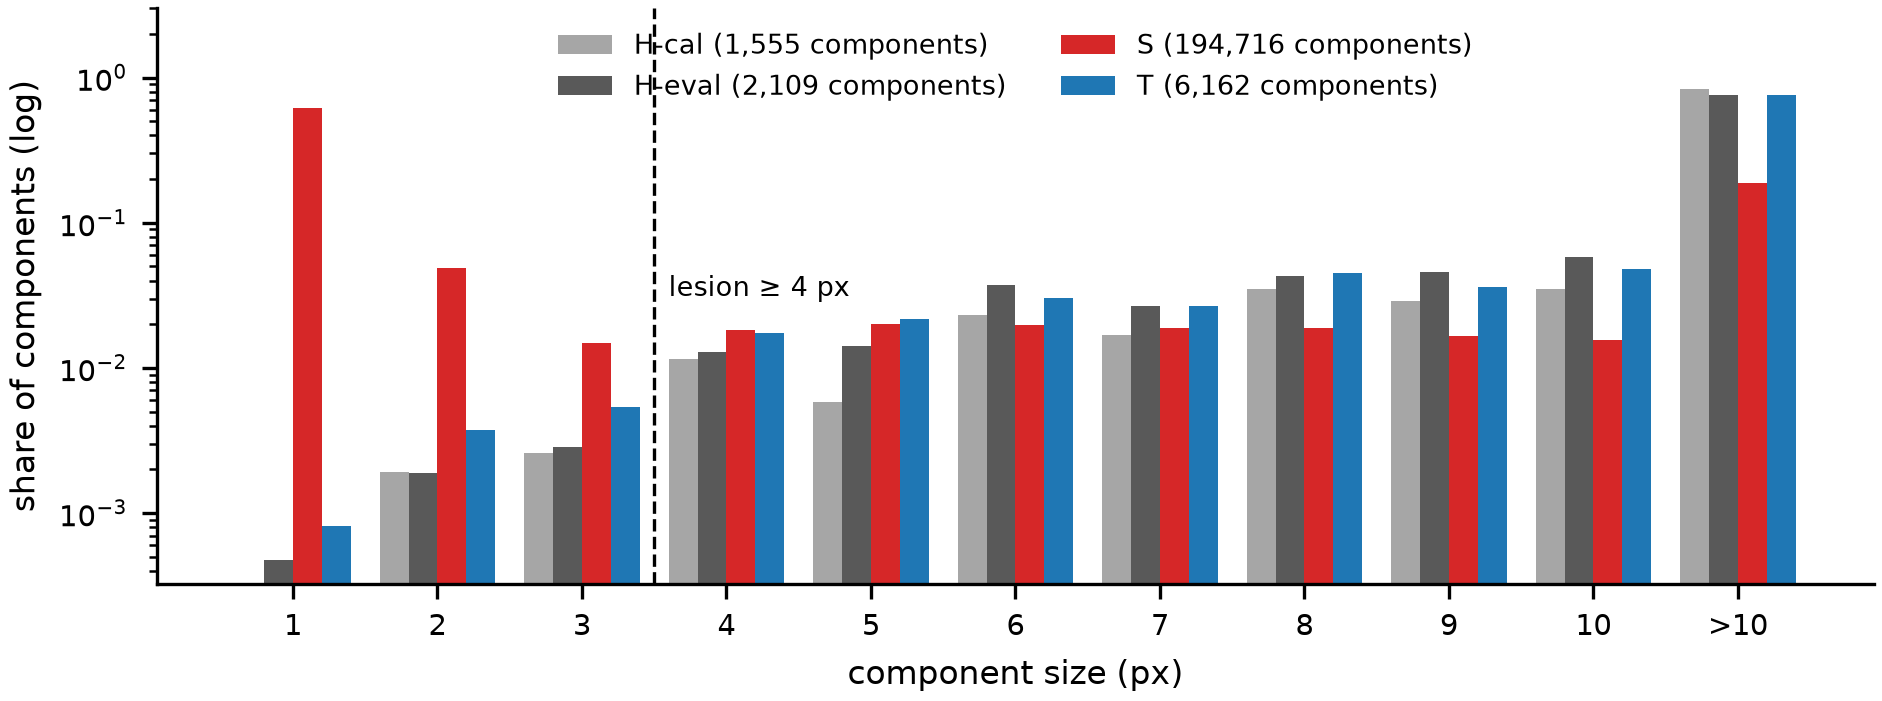 H-cal (1,555 components)
H-eval (2,109 components)
S (194,716 components)
T (6,162 components)
share of components (log)
10⁰
10⁻¹
10⁻²
10⁻³
lesion ≥ 4 px
1 2 3 4 5 6 7 8 9 10 >10
component size (px)